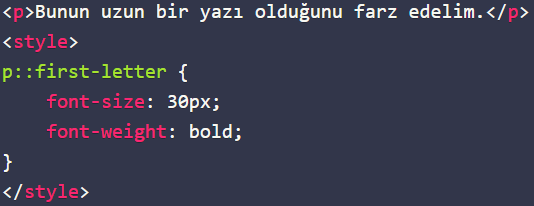 <p>Bunun uzun bir yazı olduğunu farz edelim.</p>
<style>
p::first-letter {
    font-size: 30px;
    font-weight: bold;
}
</style>